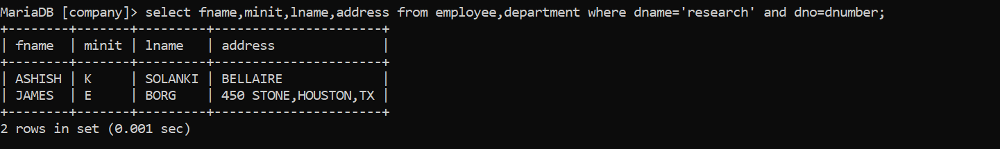 MariaDB [company]> select fname,minit,lname,address from employee,department where dname='research' and dno=dnumber;
+--------+-------+---------+----------------------+
| fname  | minit | lname   | address              |
+--------+-------+---------+----------------------+
| ASHISH | K     | SOLANKI | BELLAIRE             |
| JAMES  | E     | BORG    | 450 STONE,HOUSTON,TX |
+--------+-------+---------+----------------------+
2 rows in set (0.001 sec)